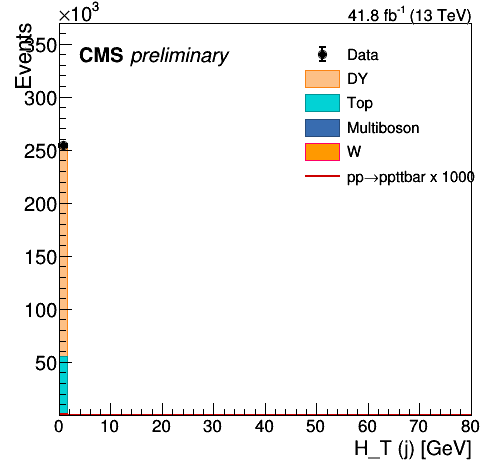 ×10³
41.8 fb⁻¹ (13 TeV)
Events
CMS preliminary
Data
DY
Top
Multiboson
W
pp→ppttbar x 1000
350
300
250
200
150
100
50
0 10 20 30 40 50 60 70 80
H_T (j) [GeV]